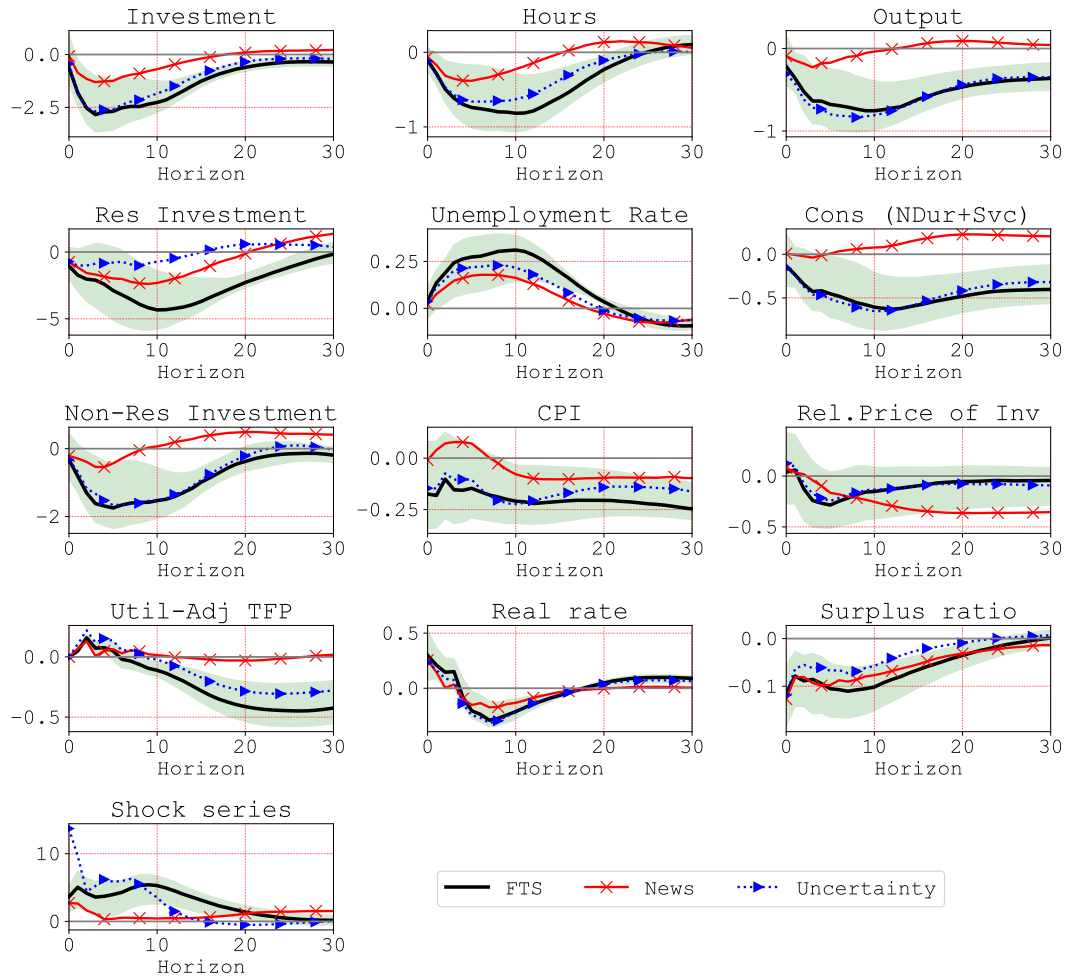 Investment
0.0
−2.5
0 10 20 30
Horizon
Hours
0
−1
0 10 20 30
Horizon
Output
0
−1
0 10 20 30
Horizon
Res Investment
0
−5
0 10 20 30
Horizon
Unemployment Rate
0.25
0.00
0 10 20 30
Horizon
Cons (NDur+Svc)
0.0
−0.5
0 10 20 30
Horizon
Non-Res Investment
0
−2
0 10 20 30
Horizon
CPI
0.00
−0.25
0 10 20 30
Horizon
Rel.Price of Inv
0.0
−0.5
0 10 20 30
Horizon
Util-Adj TFP
0.0
−0.5
0 10 20 30
Horizon
Real rate
0.5
0.0
0 10 20 30
Horizon
Surplus ratio
0.0
−0.1
0 10 20 30
Horizon
Shock series
10
0
0 10 20 30
Horizon
FTS News Uncertainty